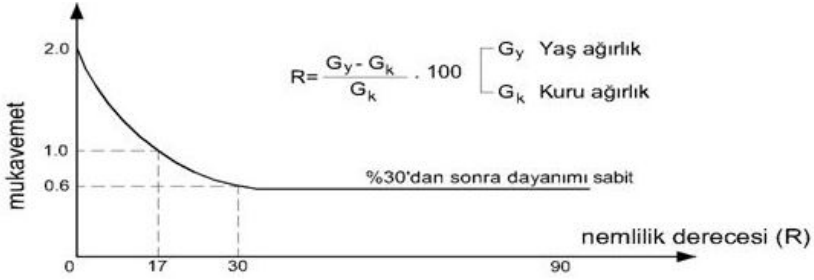 mukavemet
2.0
1.0
0.6
R= Gy - Gk / Gk . 100
Gy Yaş ağırlık
Gk Kuru ağırlık
%30'dan sonra dayanımı sabit
nemlilik derecesi (R)
0 17 30 90